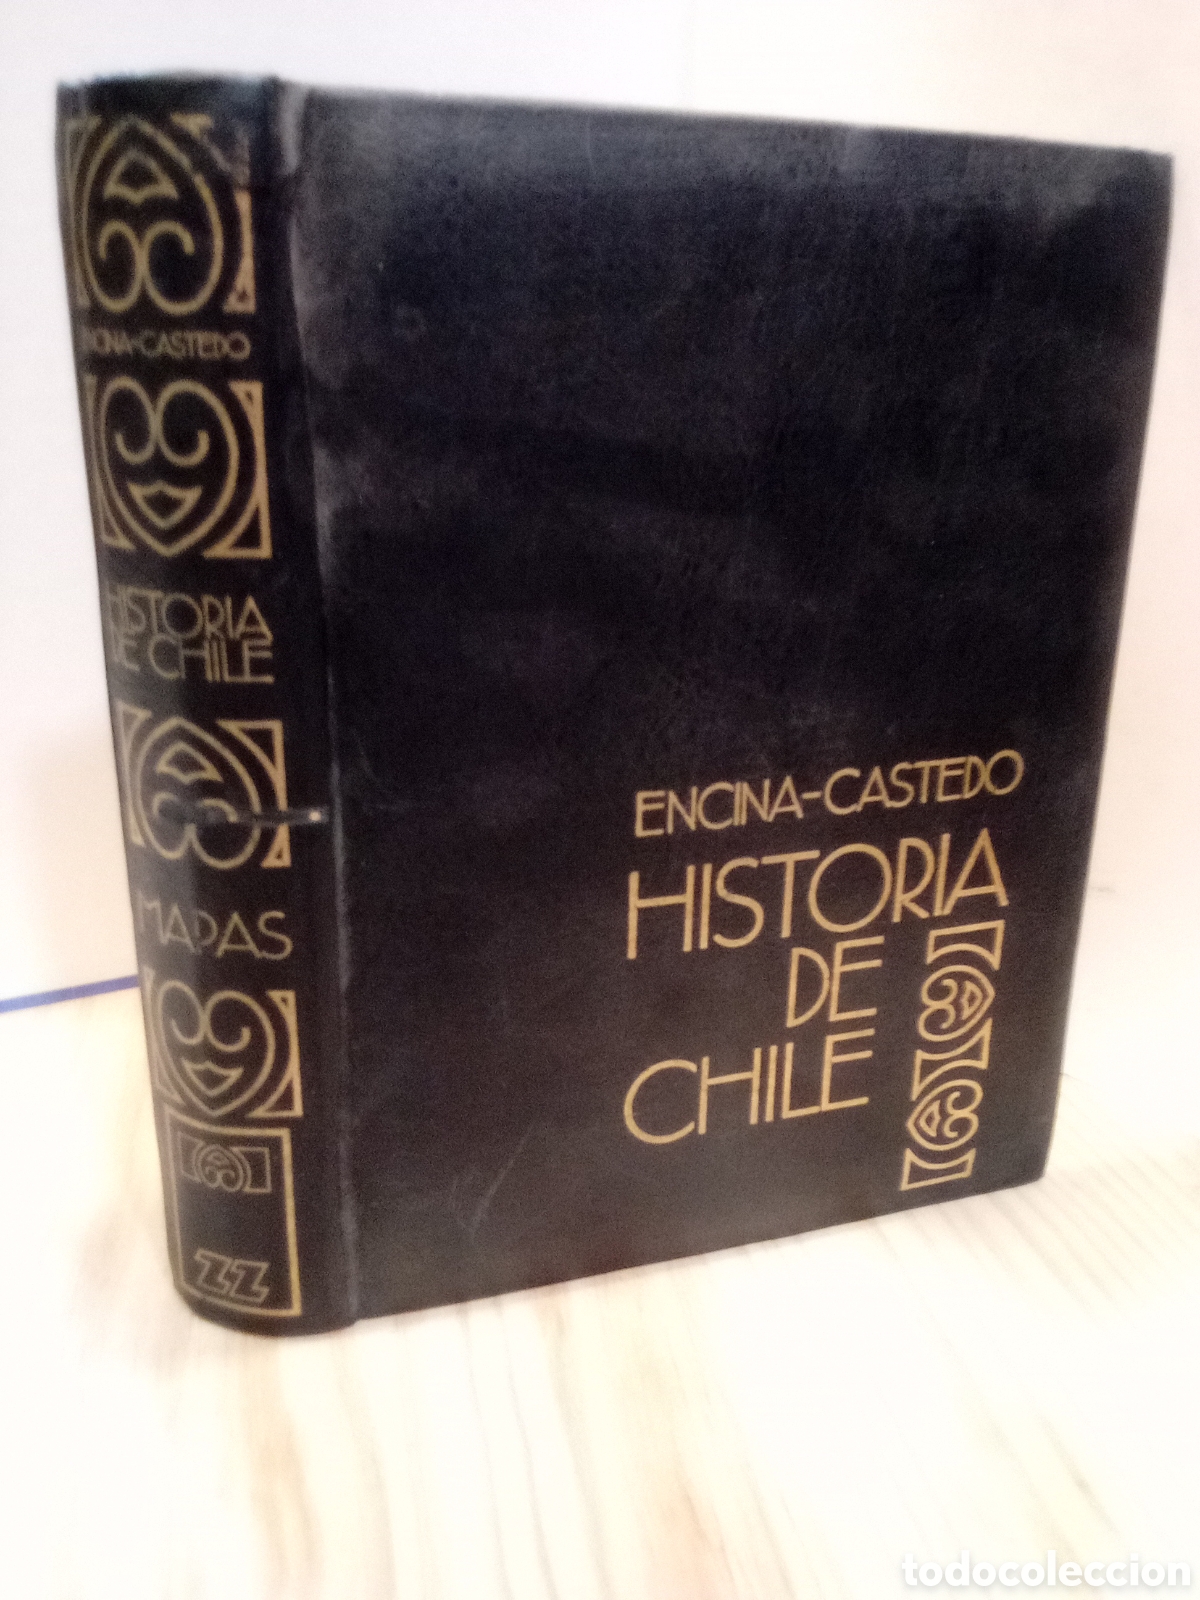 ENCINA-CASTEDO
HISTORIA
DE CHILE
MAPAS
ZZ
ENCINA-CASTEDO
HISTORIA
DE
CHILE
todocoleccion